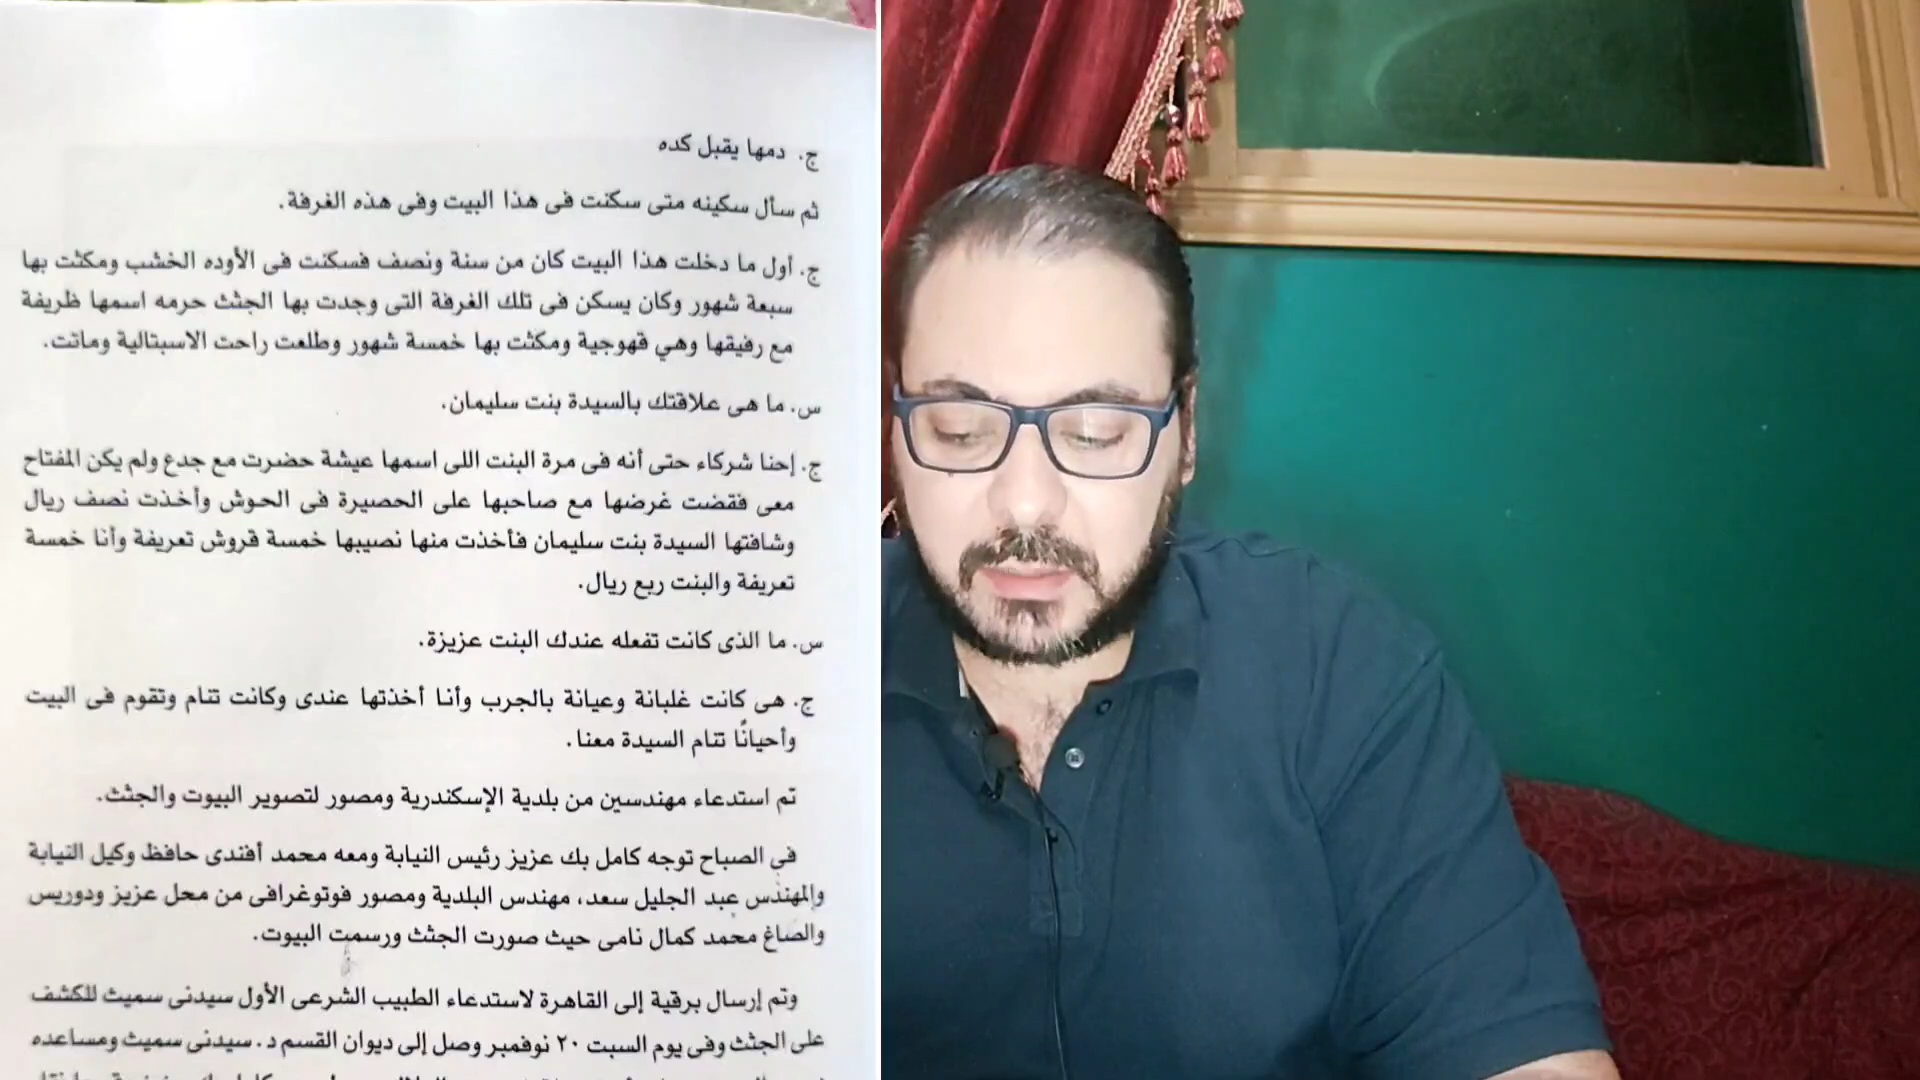 ج. دمها يقبل كده
ثم سأل سكينه متى سكنت فى هذا البيت وفى هذه الغرفة.
ج. أول ما دخلت هذا البيت كان من سنة ونصف فسكنت فى الأوده الخشب ومكثت بها
سبعة شهور وكان يسكن فى تلك الغرفة التى وجدت بها الجثث حرمه اسمها ظريفة
مع رفيقها وهي قهوجية ومكثت بها خمسة شهور وطلعت راحت الاسبتالية وماتت.
س. ما هى علاقتك بالسيدة بنت سليمان.
ج. إحنا شركاء حتى أنه فى مرة البنت اللى اسمها عيشة حضرت مع جدع ولم يكن المفتاح
معى فقضت غرضها مع صاحبها على الحصيرة فى الحوش وأخذت نصف ريال
وشافتها السيدة بنت سليمان فأخذت منها نصيبها خمسة قروش تعريفة وأنا خمسة
تعريفة والبنت ربع ريال.
س. ما الذى كانت تفعله عندك البنت عزيزة.
ج. هى كانت غلبانة وعيانة بالجرب وأنا أخذتها عندى وكانت تنام وتقوم فى البيت
وأحيانًا تنام السيدة معنا.
تم استدعاء مهندسين من بلدية الإسكندرية ومصور لتصوير البيوت والجثث.
فى الصباح توجه كامل بك عزيز رئيس النيابة ومعه محمد أفندى حافظ وكيل النيابة
والمهندس عبد الجليل سعد، مهندس البلدية ومصور فوتوغرافى من محل عزيز ودوريس
والصاغ محمد كمال نامى حيث صورت الجثث ورسمت البيوت.
وتم إرسال برقية إلى القاهرة لاستدعاء الطبيب الشرعى الأول سيدنى سميث للكشف
على الجثث وفى يوم السبت ٢٠ نوفمبر وصل إلى ديوان القسم د. سيدنى سميث ومساعده